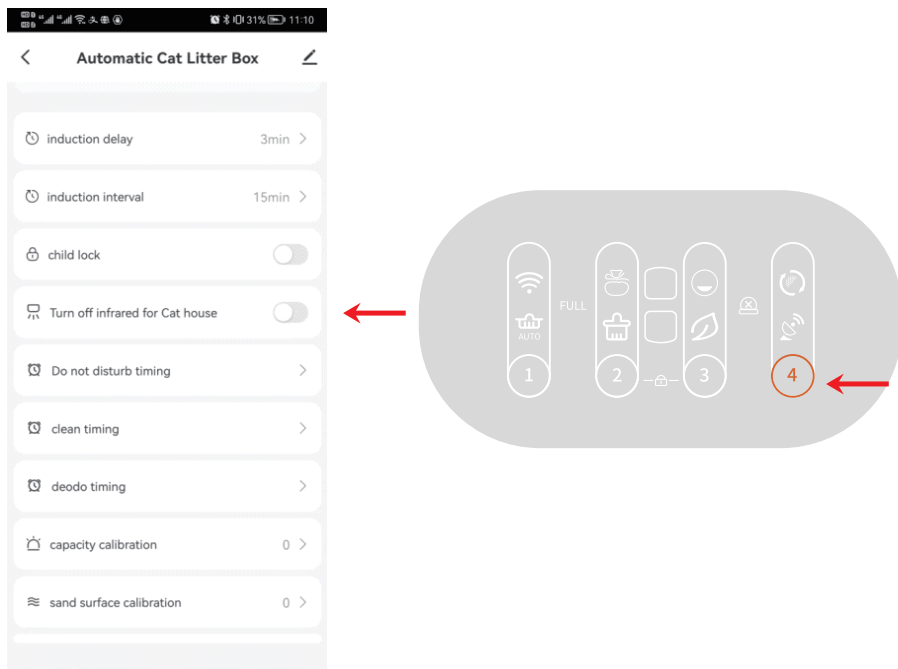 31% 11:10
Automatic Cat Litter Box
induction delay 3min
induction interval 15min
child lock
Turn off infrared for Cat house
Do not disturb timing
clean timing
deodo timing
capacity calibration 0
sand surface calibration 0
FULL
AUTO
1 2 3 4